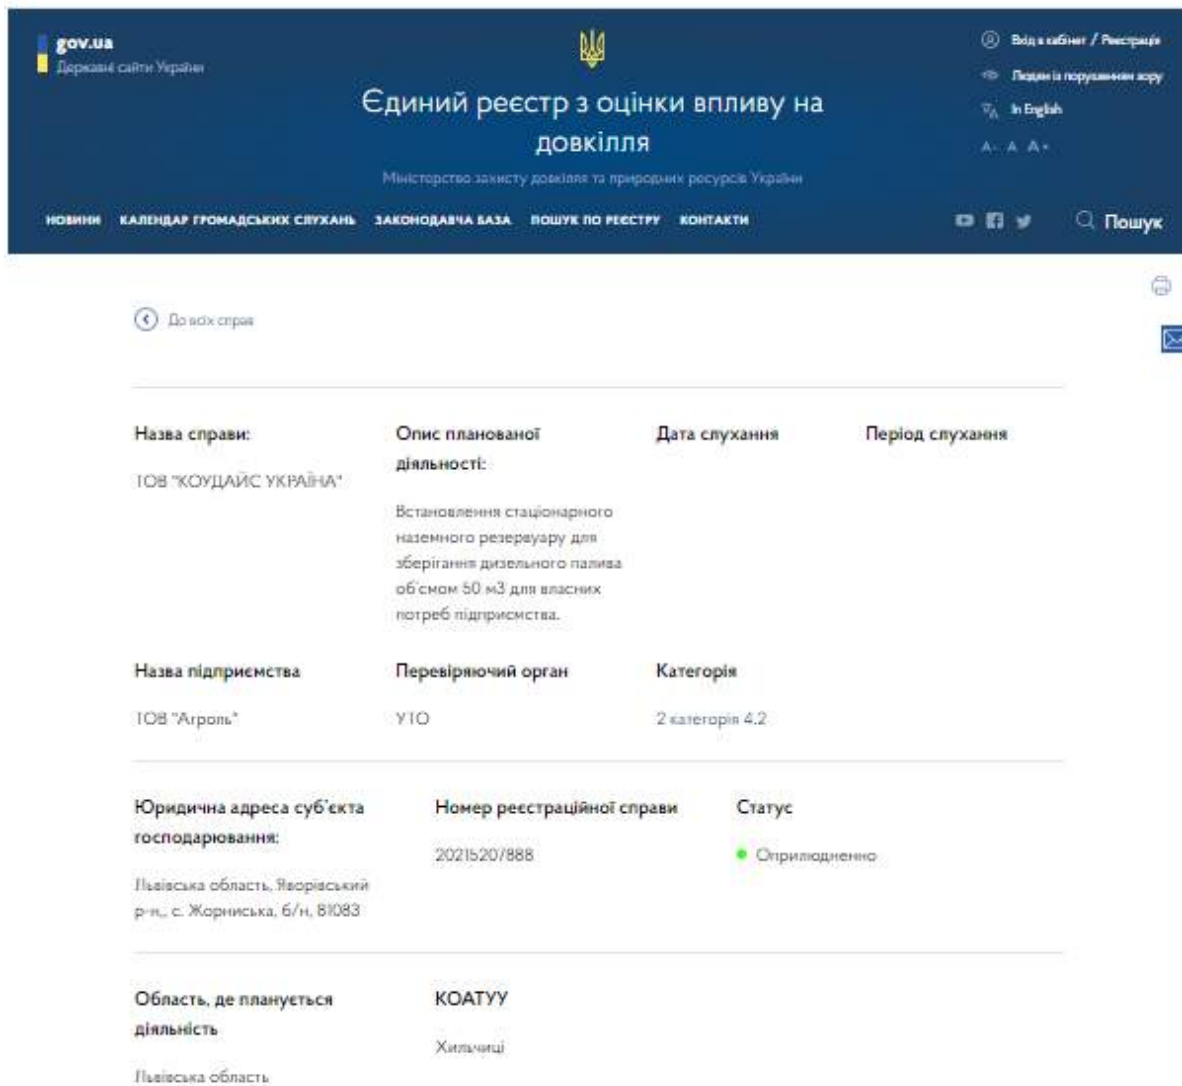 gov.ua
Державні сайти України
Вхід в кабінет / Реєстрація
Людям із порушенням зору
In English
A- A A+
Єдиний реєстр з оцінки впливу на
довкілля
Міністерство захисту довкілля та природних ресурсів України
НОВИНИ КАЛЕНДАР ГРОМАДСЬКИХ СЛУХАНЬ ЗАКОНОДАВЧА БАЗА ПОШУК ПО РЕЄСТРУ КОНТАКТИ Пошук
До всіх справ
Назва справи: Опис планованої Дата слухання Період слухання
діяльності:
ТОВ "КОУДАЙС УКРАЇНА"
Встановлення стаціонарного
наземного резервуару для
зберігання дизельного палива
об'ємом 50 м3 для власних
потреб підприємства.
Назва підприємства Перевіряючий орган Категорія
ТОВ "Агроль" УТО 2 категорія 4.2
Юридична адреса суб'єкта Номер реєстраційної справи Статус
господарювання:
20215207888 Оприлюдненно
Львівська область, Яворівський
р-н., с. Жорниська, б/н, 81083
Область, де планується КОАТУУ
діяльність
Хильчиці
Львівська область